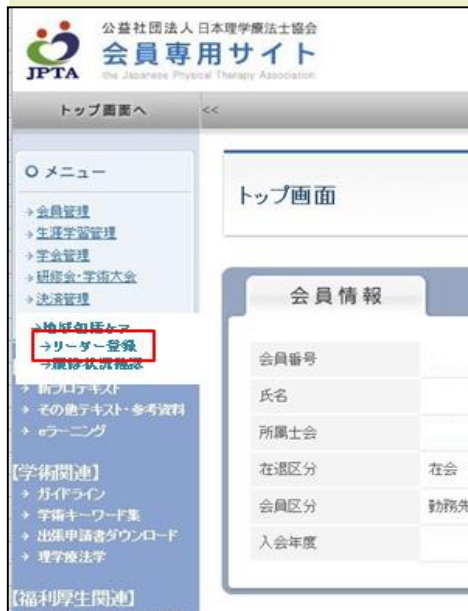 公益社団法人 日本理学療法士協会
会員専用サイト
the Japanese Physical Therapy Association
JPTA
トップ画面へ
<<
メニュー
会員管理
生涯学習管理
学会管理
研修会・学術大会
決済管理
→地域包括ケア
→リーダー登録
→履修状況確認
新プロテキスト
その他テキスト・参考資料
eラーニング
【学術関連】
ガイドライン
学術キーワード集
出張申請書ダウンロード
理学療法学
【福利厚生関連】
トップ画面
会員情報
会員番号
氏名
所属士会
在退区分 在会
会員区分 勤務先
入会年度